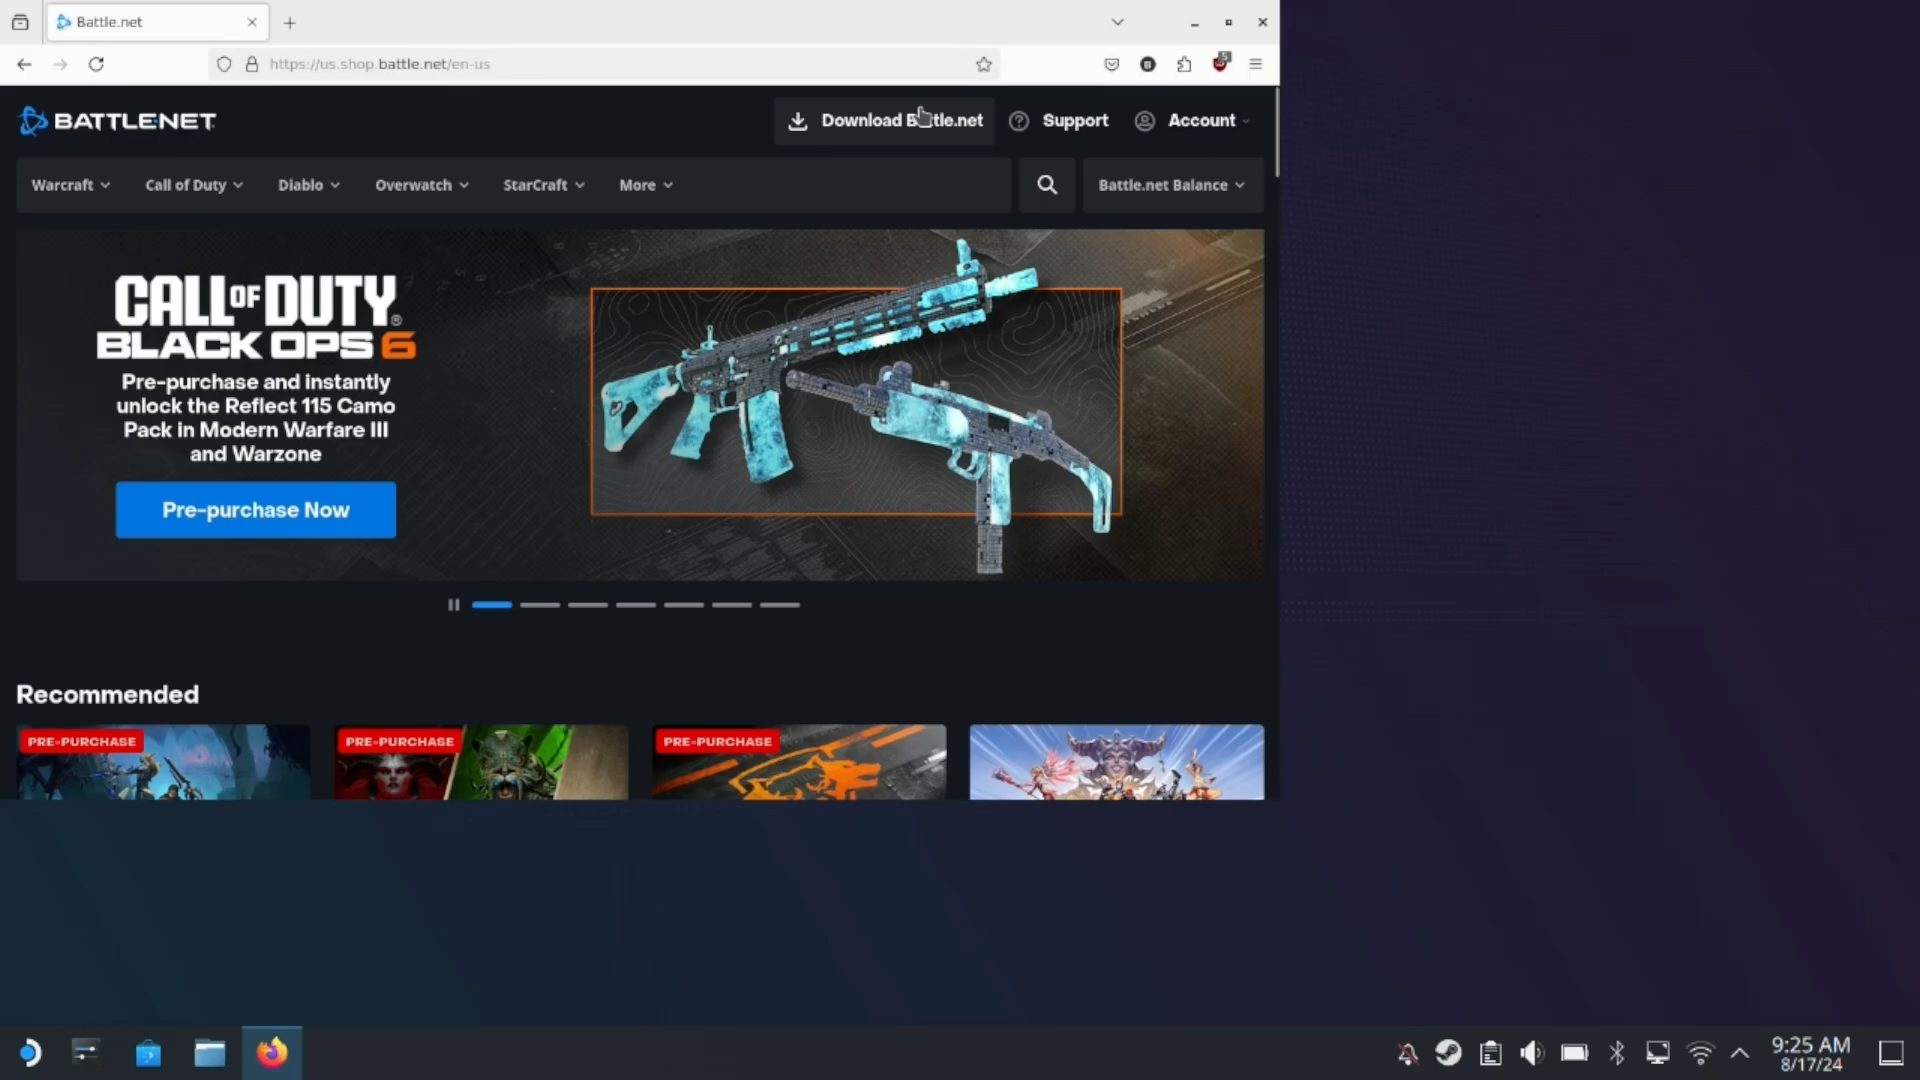 Battle.net
https://us.shop.battle.net/en-us
5
BATTLE.NET
Download Battle.net
Support
Account
Warcraft
Call of Duty
Diablo
Overwatch
StarCraft
More
Battle.net Balance
CALL OF DUTY®
BLACK OPS 6
Pre-purchase and instantly
unlock the Reflect 115 Camo
Pack in Modern Warfare III
and Warzone
Pre-purchase Now
Recommended
PRE-PURCHASE
PRE-PURCHASE
PRE-PURCHASE
9:25 AM
8/17/24